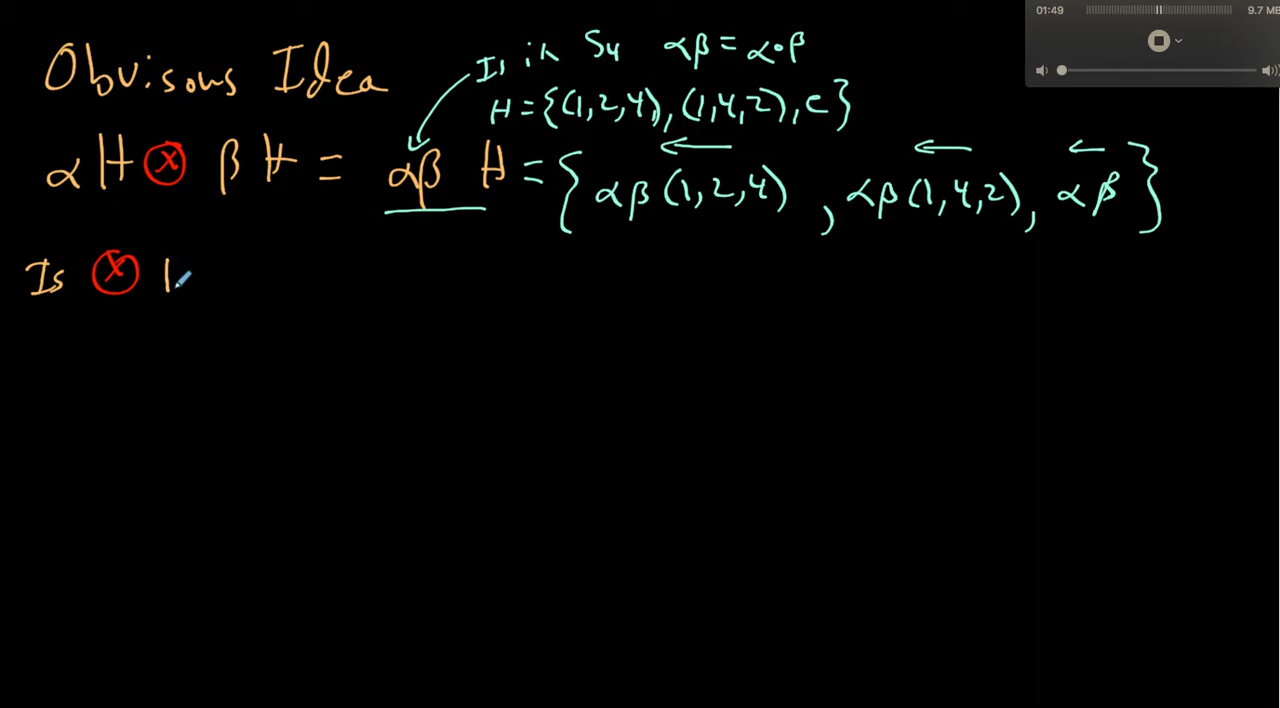 01:49 9.7 MB
Obvisous Idea
Is in S4 αβ = α∘β
H = {(1,2,4), (1,4,2), e}
αH ⊗ βH = αβ H = {αβ(1,2,4), αβ(1,4,2), αβ}
Is ⊗